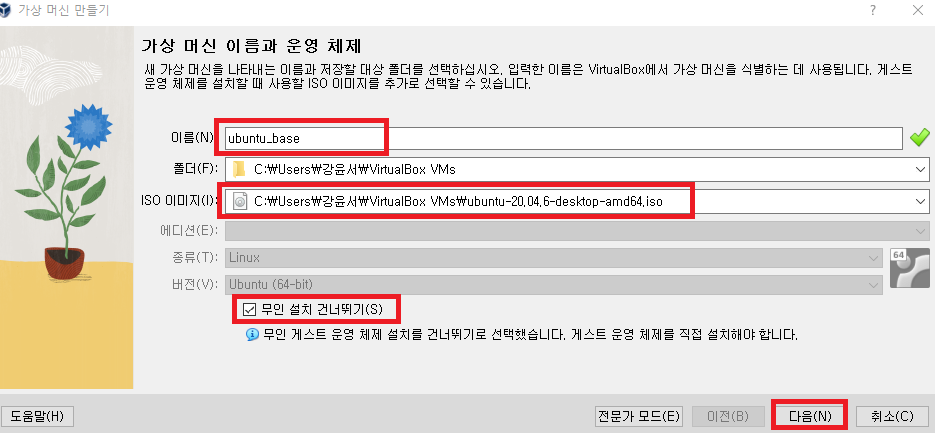 가상 머신 만들기
?
가상 머신 이름과 운영 체제
새 가상 머신을 나타내는 이름과 저장할 대상 폴더를 선택하십시오. 입력한 이름은 VirtualBox에서 가상 머신을 식별하는 데 사용됩니다. 게스트
운영 체제를 설치할 때 사용할 ISO 이미지를 추가로 선택할 수 있습니다.
이름(N) ubuntu_base
폴더(F): C:₩Users₩강윤서₩VirtualBox VMs
ISO 이미지(I): C:₩Users₩강윤서₩VirtualBox VMs₩ubuntu-20.04.6-desktop-amd64.iso
에디션(E):
종류(T): Linux
64
버전(V): Ubuntu (64-bit)
무인 설치 건너뛰기(S)
무인 게스트 운영 체제 설치를 건너뛰기로 선택했습니다. 게스트 운영 체제를 직접 설치해야 합니다.
도움말(H) 전문가 모드(E) 이전(B) 다음(N) 취소(C)